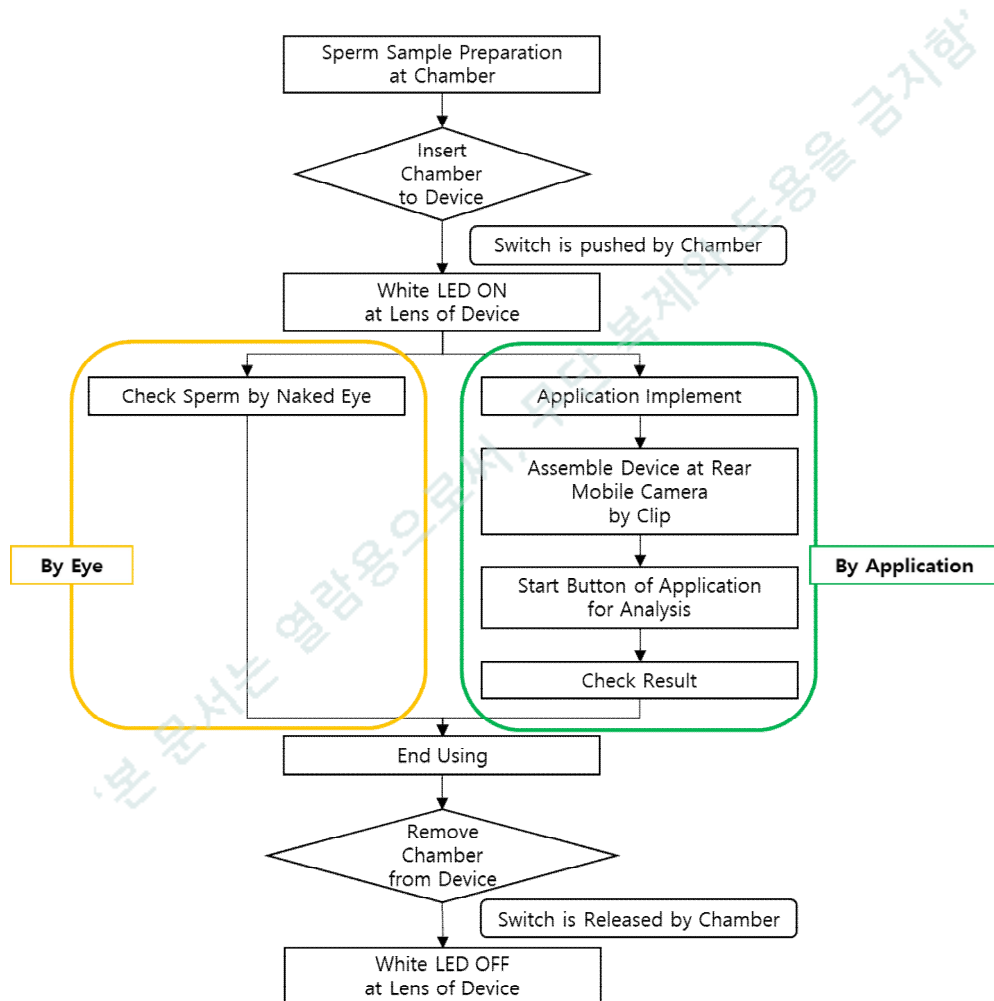 Sperm Sample Preparation
at Chamber
Insert
Chamber
to Device
Switch is pushed by Chamber
White LED ON
at Lens of Device
Check Sperm by Naked Eye
Application Implement
Assemble Device at Rear
Mobile Camera
by Clip
By Eye
By Application
Start Button of Application
for Analysis
Check Result
End Using
Remove
Chamber
from Device
Switch is Released by Chamber
White LED OFF
at Lens of Device
‘본 문서는 열람용으로써, 무단 복제와 도용을 금지함’